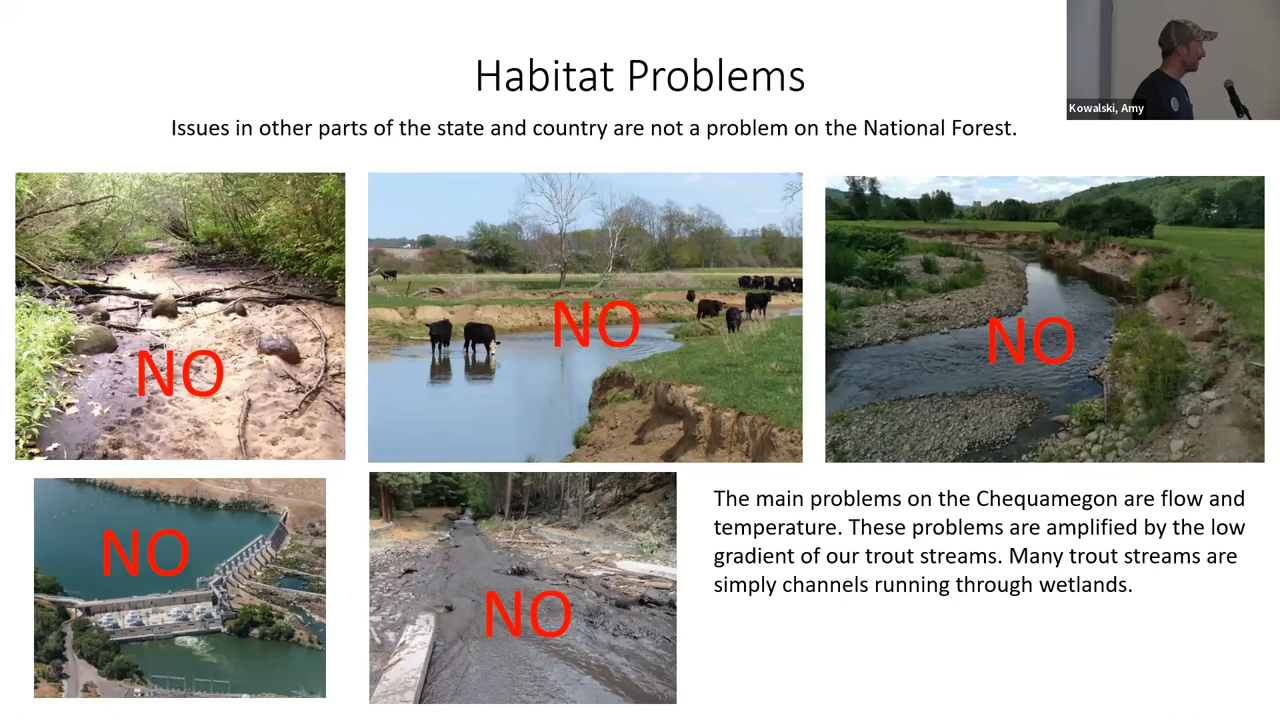 Habitat Problems
Kowalski, Amy
Issues in other parts of the state and country are not a problem on the National Forest.
NO
NO
NO
NO
NO
The main problems on the Chequamegon are flow and
temperature. These problems are amplified by the low
gradient of our trout streams. Many trout streams are
simply channels running through wetlands.